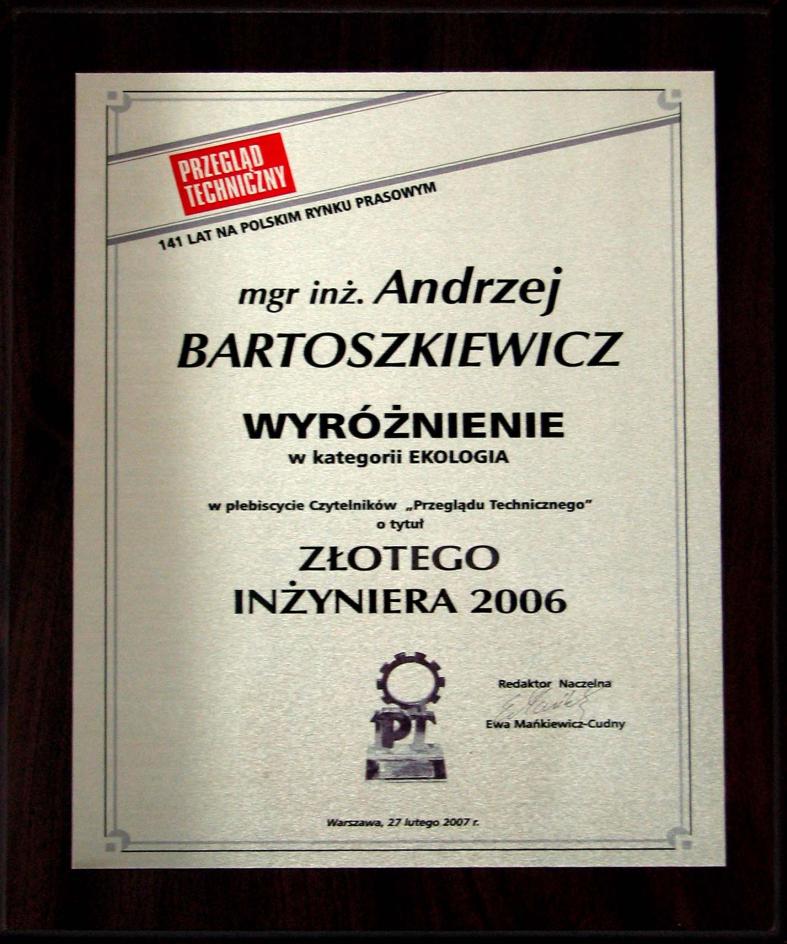 PRZEGLĄD
TECHNICZNY
141 LAT NA POLSKIM RYNKU PRASOWYM
mgr inż. Andrzej
BARTOSZKIEWICZ
WYRÓŻNIENIE
w kategorii EKOLOGIA
w plebiscycie Czytelników „Przeglądu Technicznego”
o tytuł
ZŁOTEGO
INŻYNIERA 2006
PT
Redaktor Naczelna
Ewa Mańkiewicz-Cudny
Warszawa, 27 lutego 2007 r.